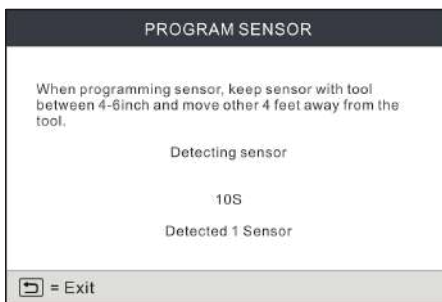 PROGRAM SENSOR
When programming sensor, keep sensor with tool
between 4-6inch and move other 4 feet away from the
tool.
Detecting sensor
10S
Detected 1 Sensor
= Exit